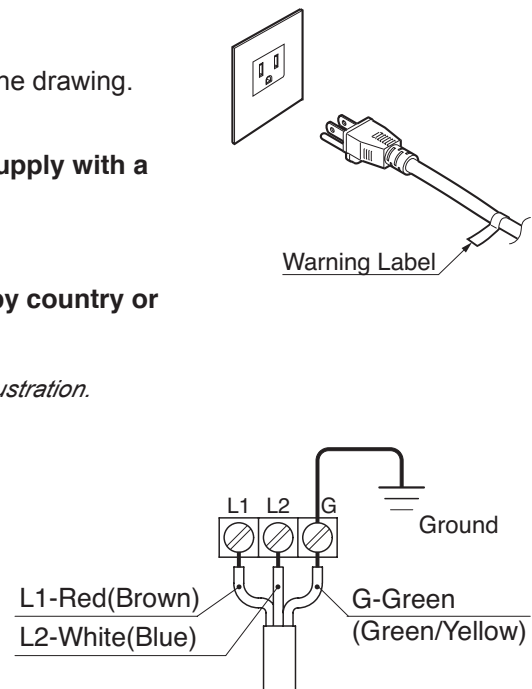 ne drawing.
upply with a
Warning Label
by country or
ustration.
L1 L2 G
Ground
L1-Red(Brown)
L2-White(Blue)
G-Green
(Green/Yellow)